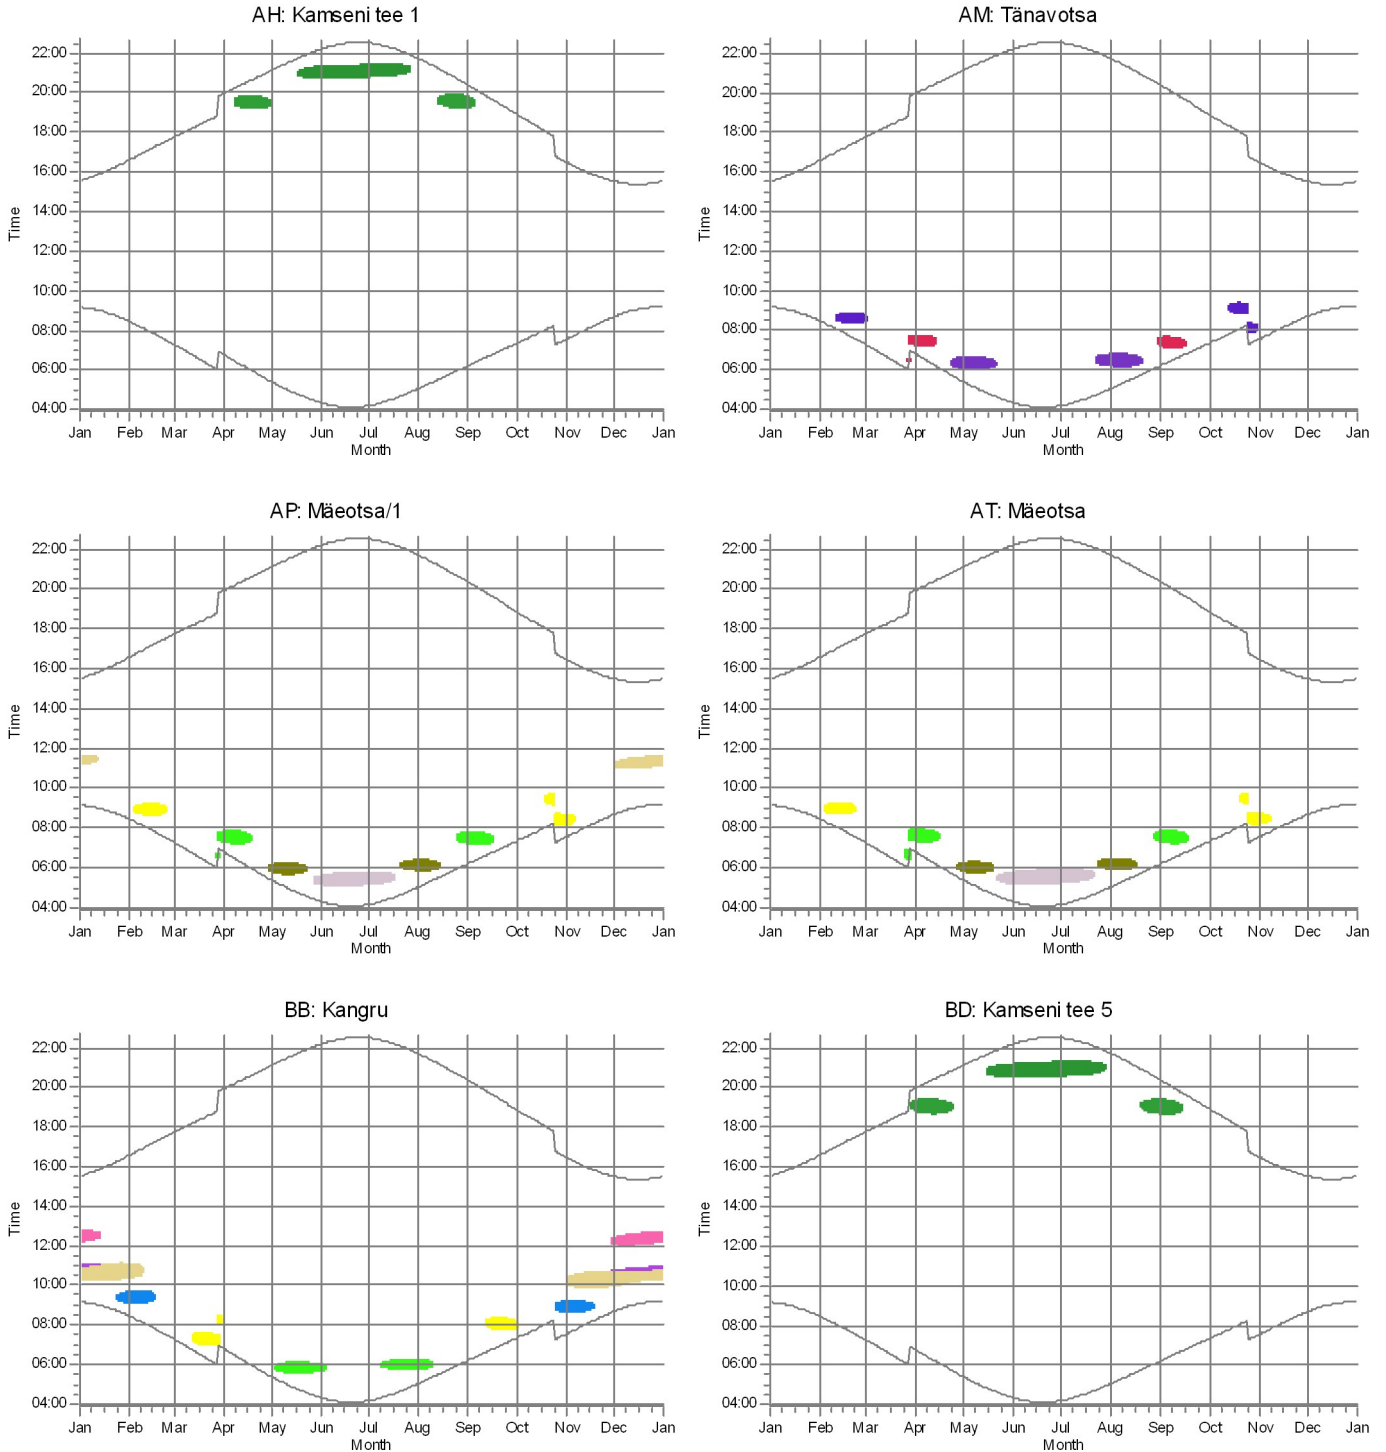 AH: Kamseni tee 1
Time
22:00
20:00
18:00
16:00
14:00
12:00
10:00
08:00
06:00
04:00
Jan Feb Mar Apr May Jun Jul Aug Sep Oct Nov Dec Jan
Month
AM: Tänavotsa
Time
22:00
20:00
18:00
16:00
14:00
12:00
10:00
08:00
06:00
04:00
Jan Feb Mar Apr May Jun Jul Aug Sep Oct Nov Dec Jan
Month
AP: Mäeotsa/1
Time
22:00
20:00
18:00
16:00
14:00
12:00
10:00
08:00
06:00
04:00
Jan Feb Mar Apr May Jun Jul Aug Sep Oct Nov Dec Jan
Month
AT: Mäeotsa
Time
22:00
20:00
18:00
16:00
14:00
12:00
10:00
08:00
06:00
04:00
Jan Feb Mar Apr May Jun Jul Aug Sep Oct Nov Dec Jan
Month
BB: Kangru
Time
22:00
20:00
18:00
16:00
14:00
12:00
10:00
08:00
06:00
04:00
Jan Feb Mar Apr May Jun Jul Aug Sep Oct Nov Dec Jan
Month
BD: Kamseni tee 5
Time
22:00
20:00
18:00
16:00
14:00
12:00
10:00
08:00
06:00
04:00
Jan Feb Mar Apr May Jun Jul Aug Sep Oct Nov Dec Jan
Month